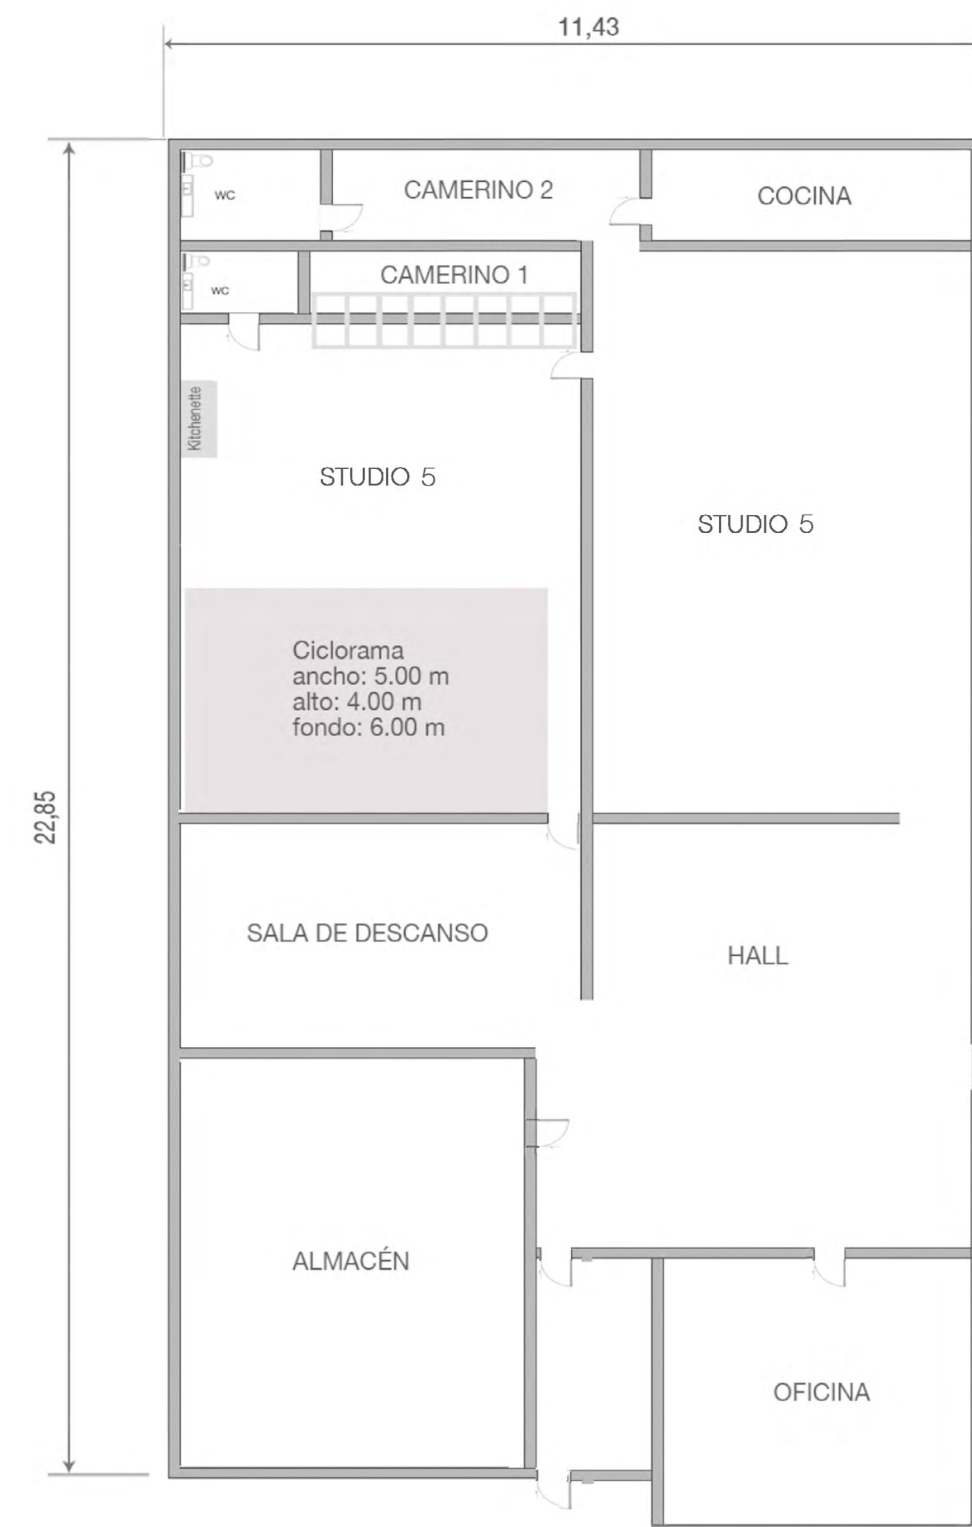 11,43
WC
CAMERINO 2
COCINA
WC
CAMERINO 1
Kitchenette
STUDIO 5
STUDIO 5
Ciclorama
ancho: 5.00 m
alto: 4.00 m
fondo: 6.00 m
22,85
SALA DE DESCANSO
HALL
ALMACÉN
OFICINA